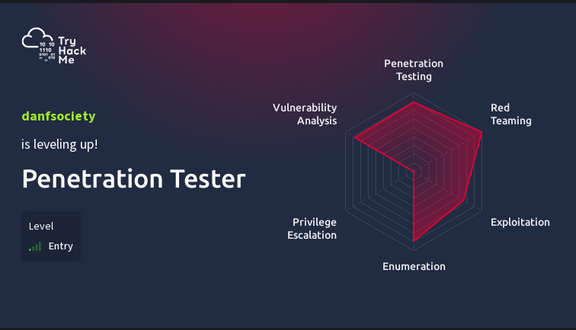 Try
Hack
Me
danfsociety
is leveling up!
Penetration Tester
Level
Entry
Penetration
Testing
Red
Teaming
Exploitation
Enumeration
Privilege
Escalation
Vulnerability
Analysis